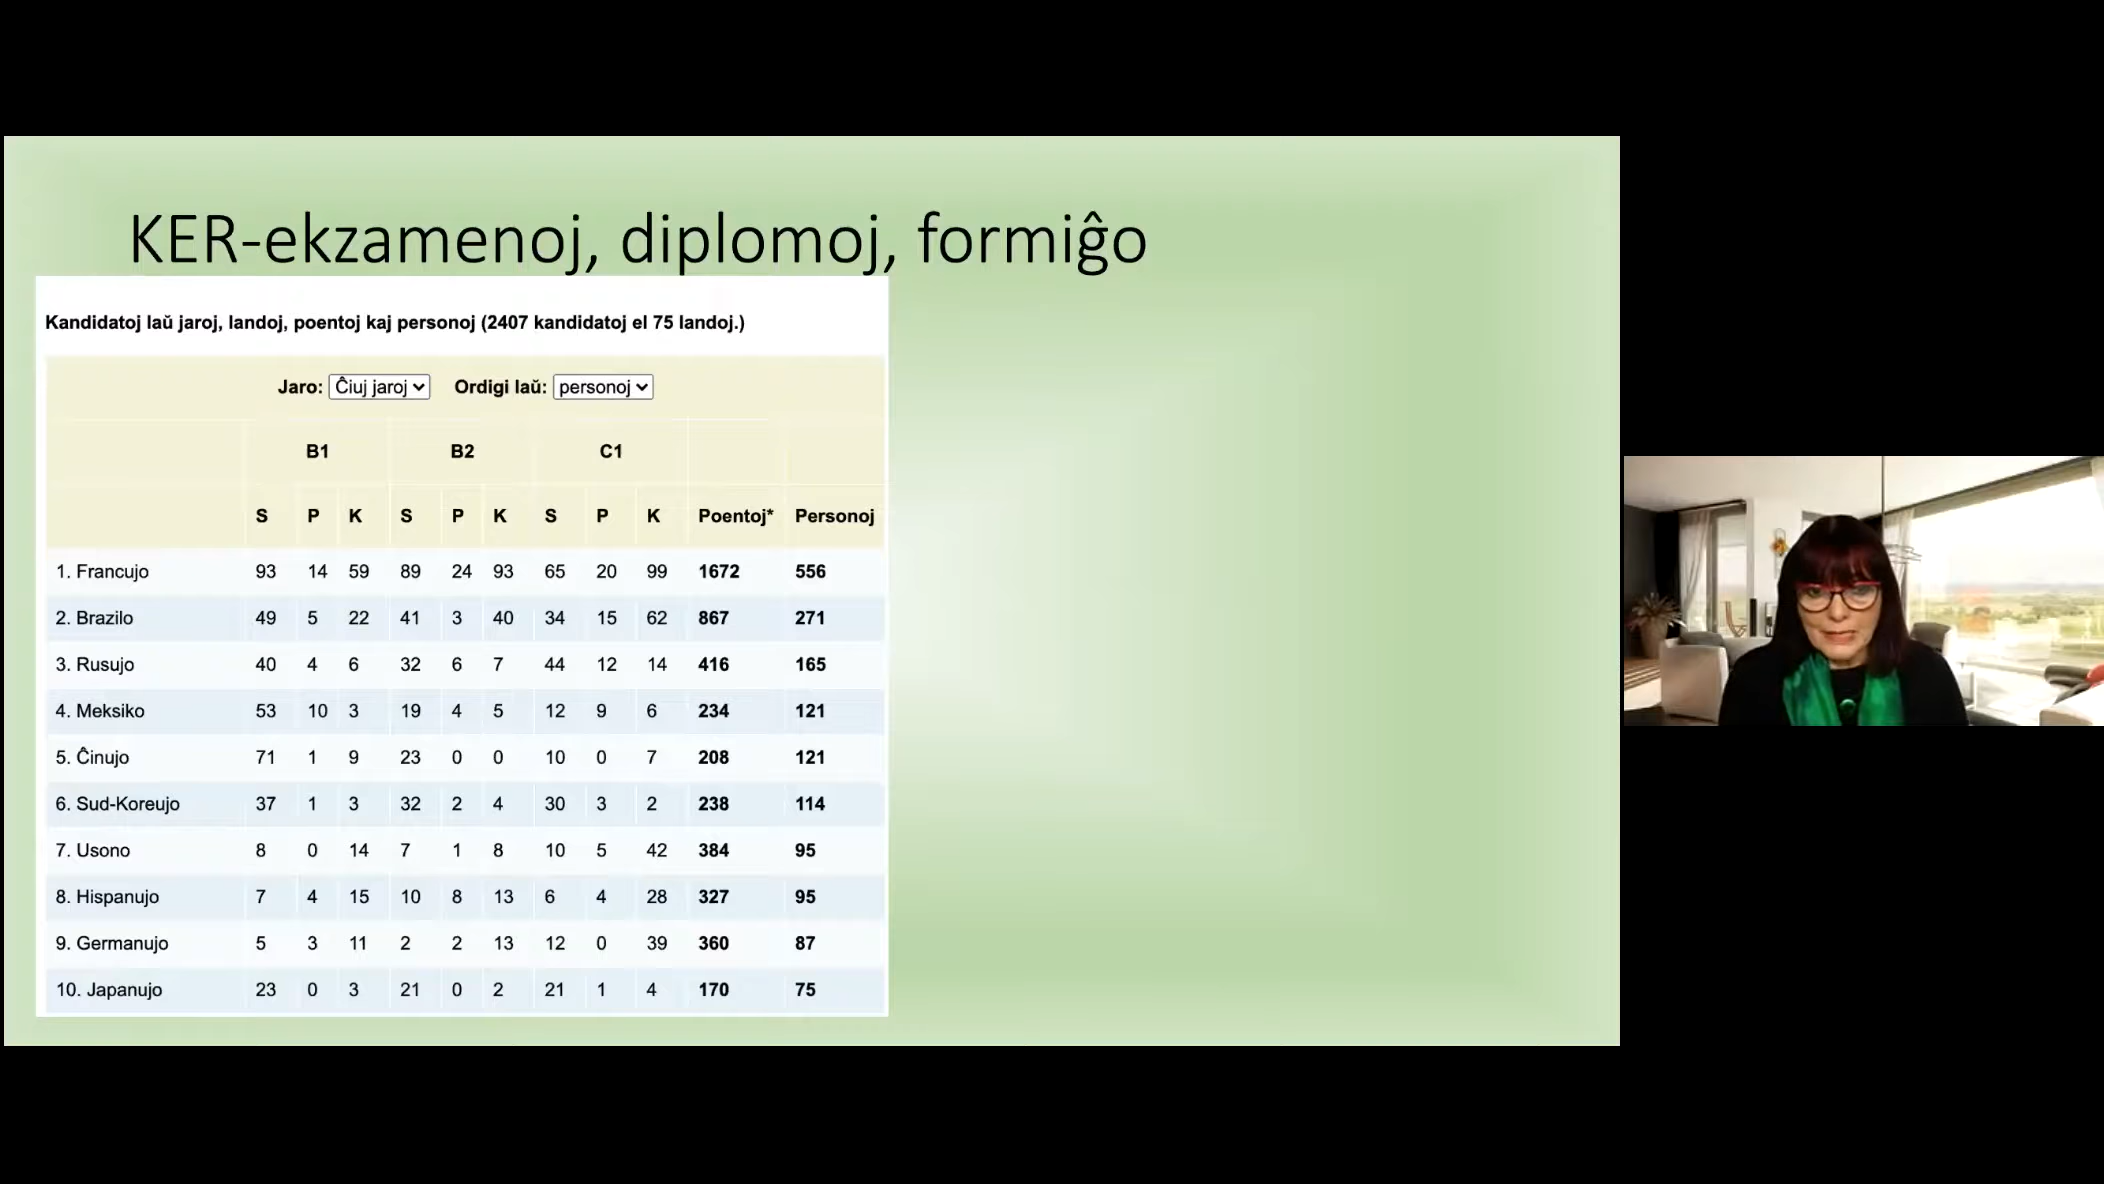 KER-ekzamenoj, diplomoj, formiĝo
Kandidatoj laŭ jaroj, landoj, poentoj kaj personoj (2407 kandidatoj el 75 landoj.)
Jaro: Ĉiuj jaroj Ordigi laŭ: personoj
B1 B2 C1
S P K S P K S P K Poentoj* Personoj
1. Francujo 93 14 59 89 24 93 65 20 99 1672 556
2. Brazilo 49 5 22 41 3 40 34 15 62 867 271
3. Rusujo 40 4 6 32 6 7 44 12 14 416 165
4. Meksiko 53 10 3 19 4 5 12 9 6 234 121
5. Ĉinujo 71 1 9 23 0 0 10 0 7 208 121
6. Sud-Koreujo 37 1 3 32 2 4 30 3 2 238 114
7. Usono 8 0 14 7 1 8 10 5 42 384 95
8. Hispanujo 7 4 15 10 8 13 6 4 28 327 95
9. Germanujo 5 3 11 2 2 13 12 0 39 360 87
10. Japanujo 23 0 3 21 0 2 21 1 4 170 75